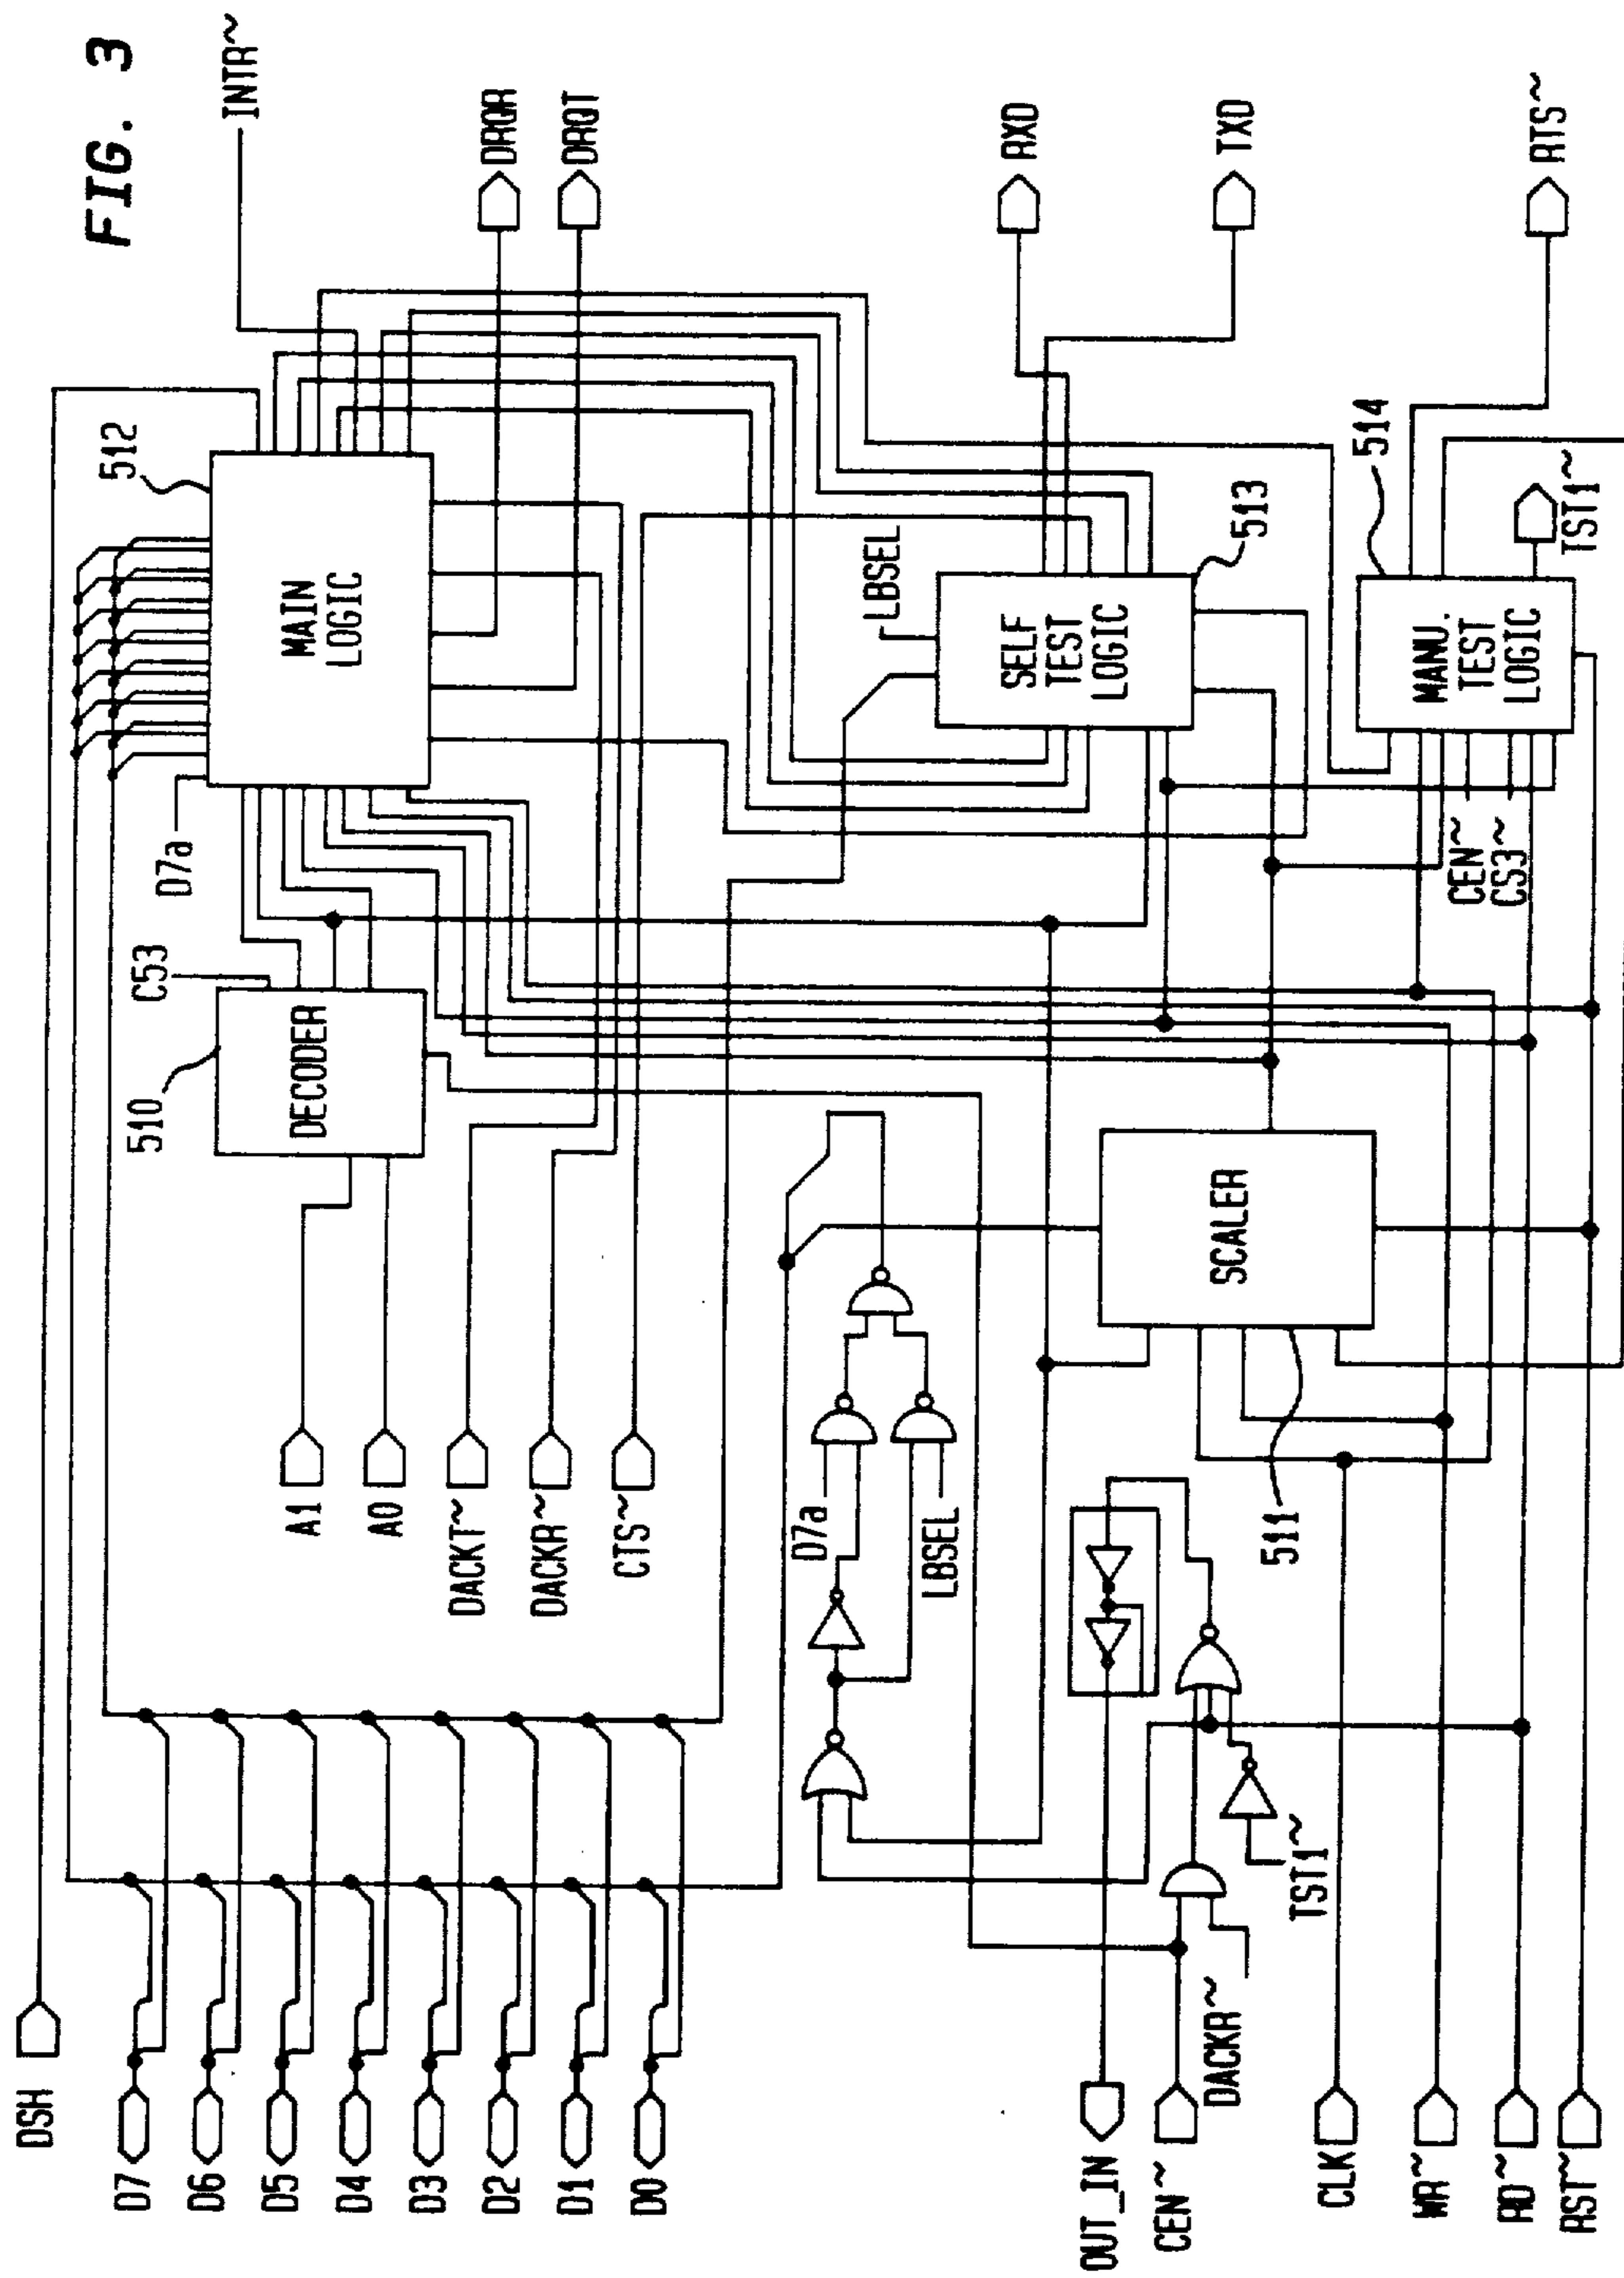 FIG. 3
DSH
D7
D6
D5
D4
D3
D2
D1
D0
A1
A0
DACKT~
DACKR~
CTS~
510
DECODER
C53
D7a
512
MAIN
LOGIC
INTR~
DRQR
DRQT
D7a
LBSEL
OUT_IN
CEN~
DACKR~
TST1~
511
SCALER
LBSEL
SELF
TEST
LOGIC
513
RXD
TXD
CLK
WR~
RD~
RST~
CEN~
CS3~
MANU.
TEST
LOGIC
514
TST1~
RTS~